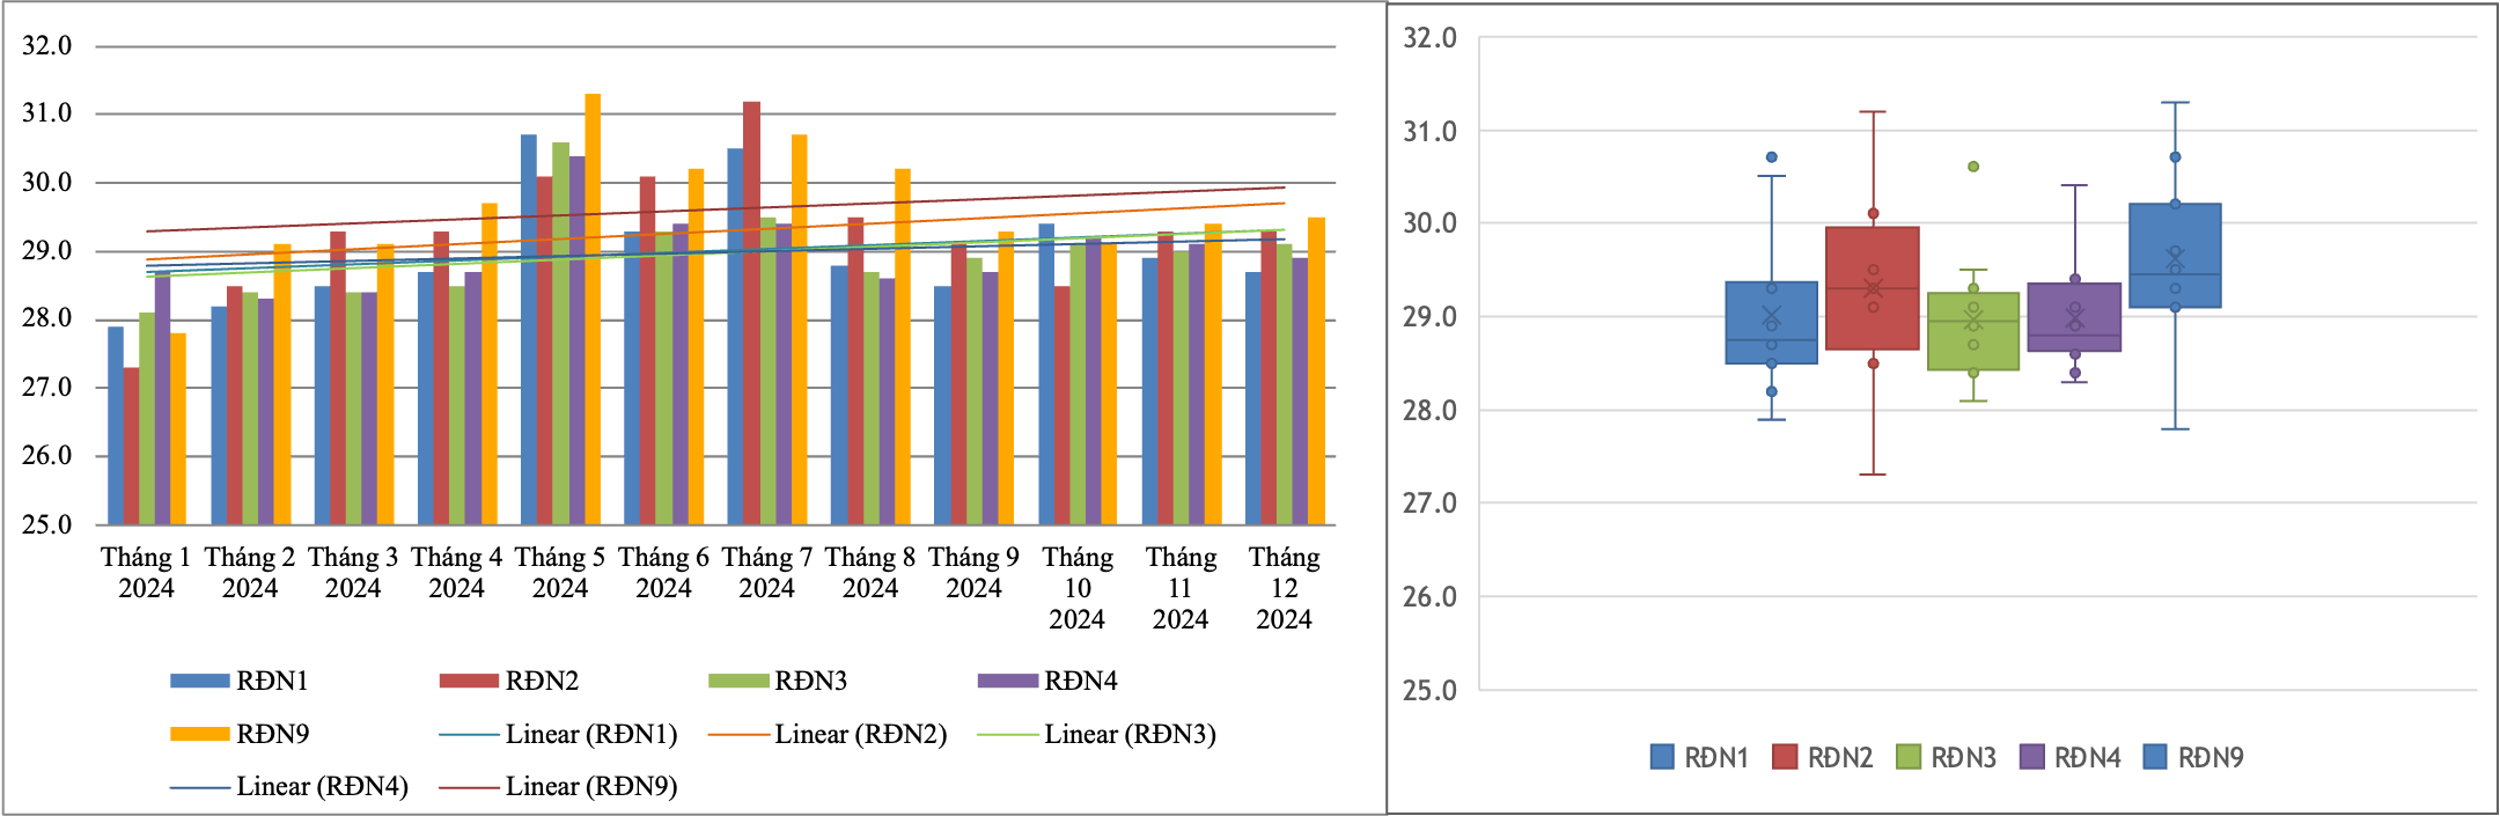 32.0
31.0
30.0
29.0
28.0
27.0
26.0
25.0
Tháng 1 Tháng 2 Tháng 3 Tháng 4 Tháng 5 Tháng 6 Tháng 7 Tháng 8 Tháng 9 Tháng Tháng Tháng
2024 2024 2024 2024 2024 2024 2024 2024 2024 10 11 12
2024 2024 2024
RĐN1 RĐN2 RĐN3 RĐN4
RĐN9 Linear (RĐN1) Linear (RĐN2) Linear (RĐN3)
Linear (RĐN4) Linear (RĐN9)
32.0
31.0
30.0
29.0
28.0
27.0
26.0
25.0
RĐN1 RĐN2 RĐN3 RĐN4 RĐN9